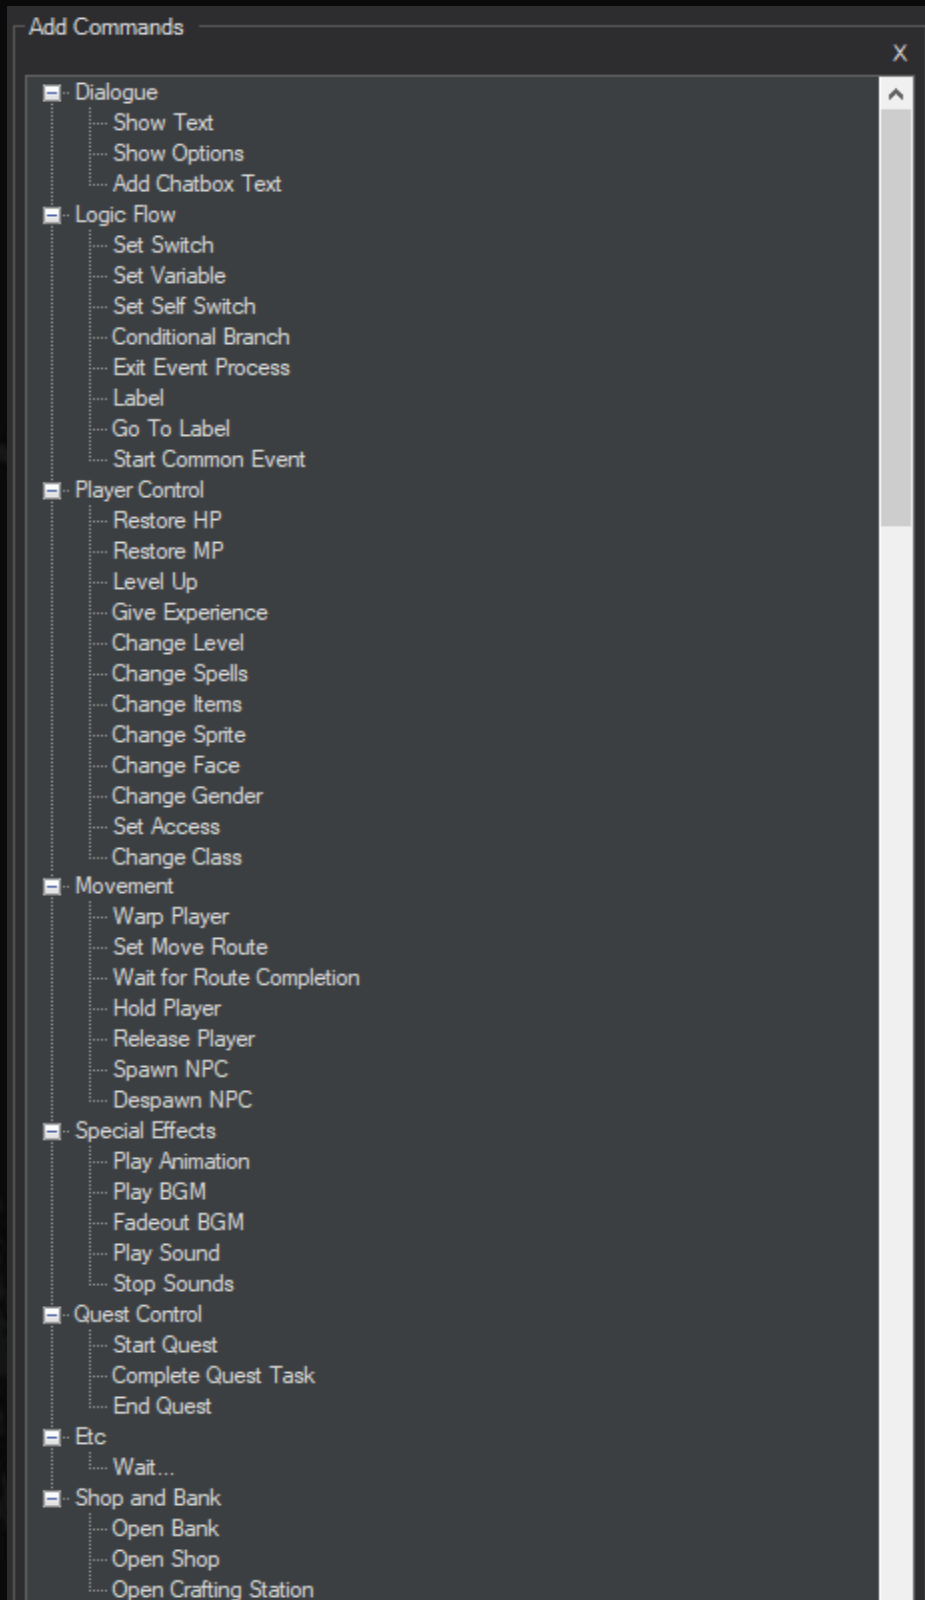 Add Commands
X
Dialogue
Show Text
Show Options
Add Chatbox Text
Logic Flow
Set Switch
Set Variable
Set Self Switch
Conditional Branch
Exit Event Process
Label
Go To Label
Start Common Event
Player Control
Restore HP
Restore MP
Level Up
Give Experience
Change Level
Change Spells
Change Items
Change Sprite
Change Face
Change Gender
Set Access
Change Class
Movement
Warp Player
Set Move Route
Wait for Route Completion
Hold Player
Release Player
Spawn NPC
Despawn NPC
Special Effects
Play Animation
Play BGM
Fadeout BGM
Play Sound
Stop Sounds
Quest Control
Start Quest
Complete Quest Task
End Quest
Etc
Wait...
Shop and Bank
Open Bank
Open Shop
Open Crafting Station